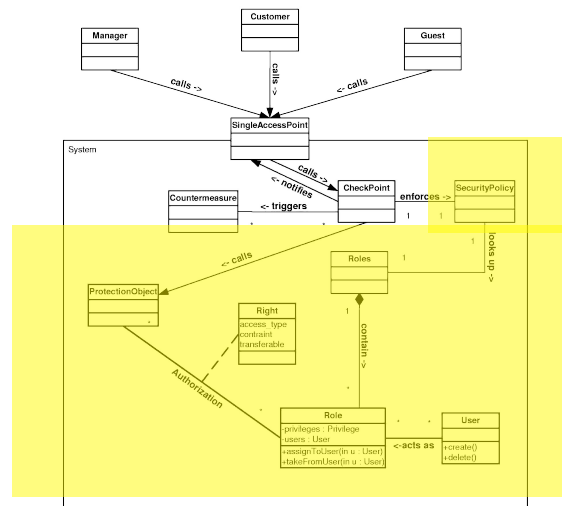 Customer
Manager
Guest
calls ->
calls ->
<- calls
SingleAccessPoint
System
calls ->
<- notifies
CheckPoint
SecurityPolicy
Countermeasure
enforces ->
<- triggers
1
1
*
*
1
looks up ->
<- calls
Roles
1
ProtectionObject
Right
1
access_type
contraint
transferable
*
contain ->
Authorization
*
*
Role
-privileges : Privilege
-users : User
+assignToUser(in u : User)
+takeFromUser(in u : User)
*
*
<-acts as
User
+create()
+delete()